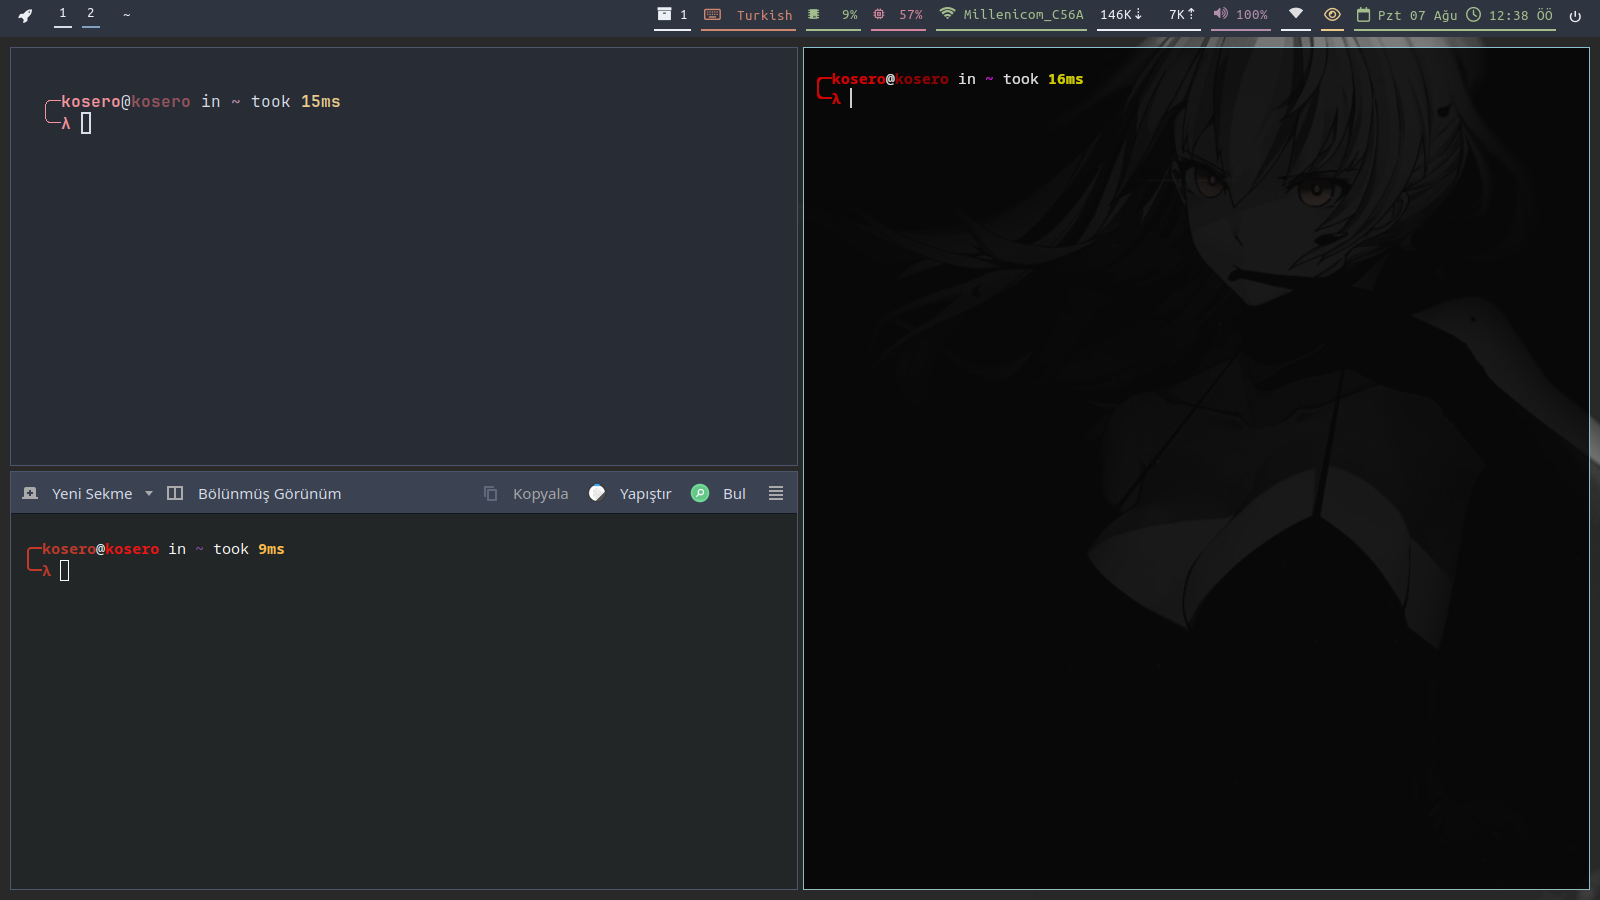 1 2 ~ 1 Turkish 9% 57% Millenicom_C56A 146K↓ 7K↑ 100% Pzt 07 Ağu 12:38 ÖÖ
kosero@kosero in ~ took 15ms
λ
kosero@kosero in ~ took 16ms
λ
Yeni Sekme Bölünmüş Görünüm Kopyala Yapıştır Bul
kosero@kosero in ~ took 9ms
λ